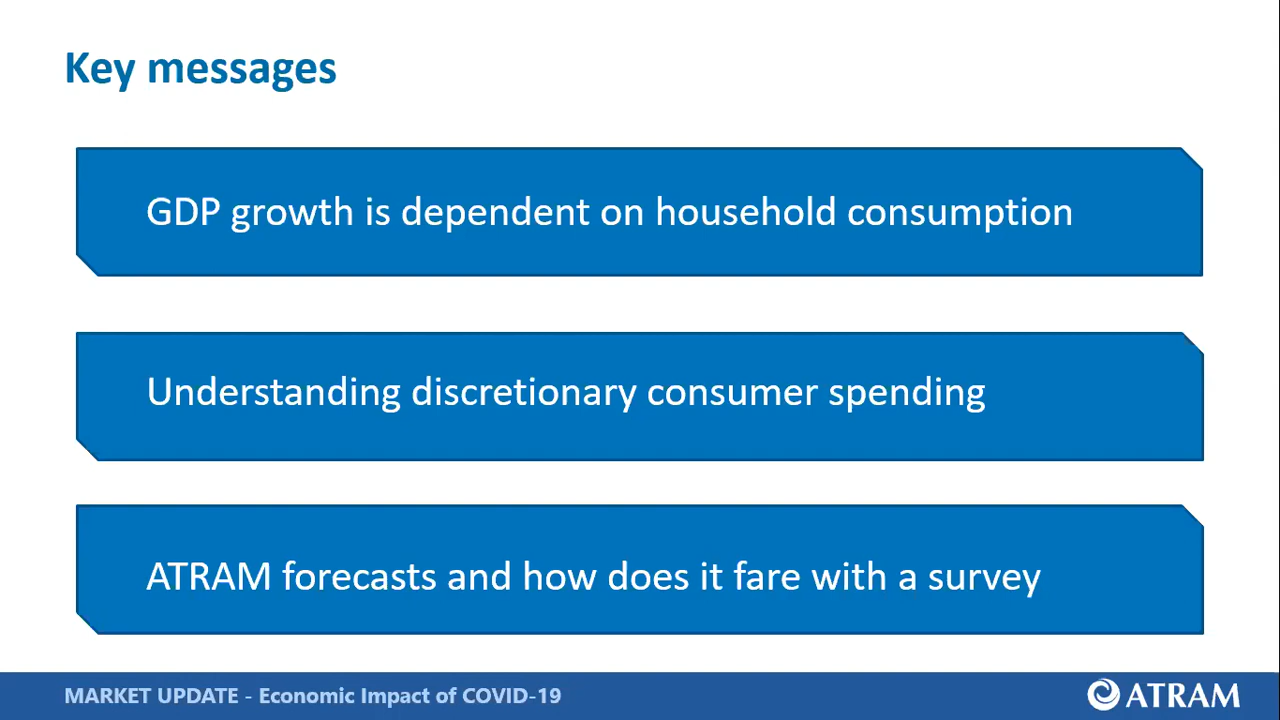 Key messages
GDP growth is dependent on household consumption
Understanding discretionary consumer spending
ATRAM forecasts and how does it fare with a survey
MARKET UPDATE - Economic Impact of COVID-19
ATRAM